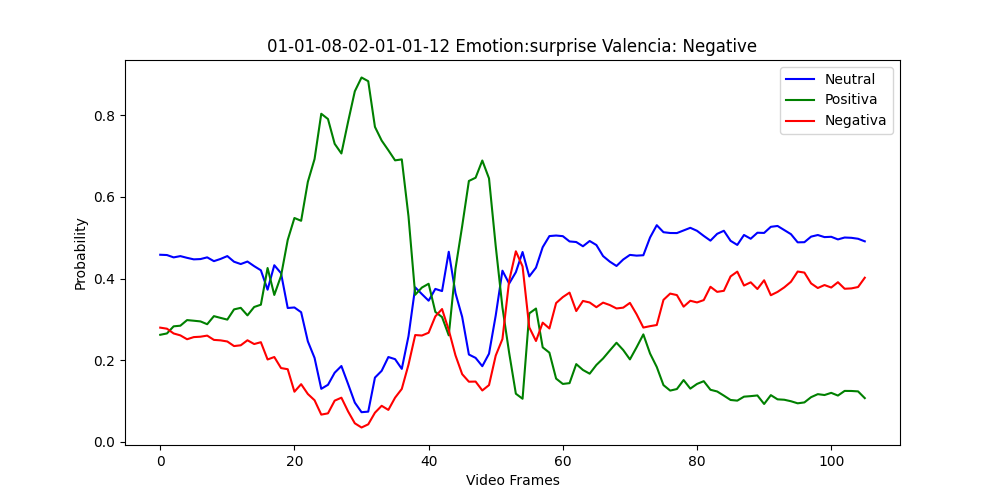 01-01-08-02-01-01-12 Emotion:surprise Valencia: Negative
Neutral
Positiva
Negativa
Probability
0.8
0.6
0.4
0.2
0.0
0 20 40 60 80 100
Video Frames